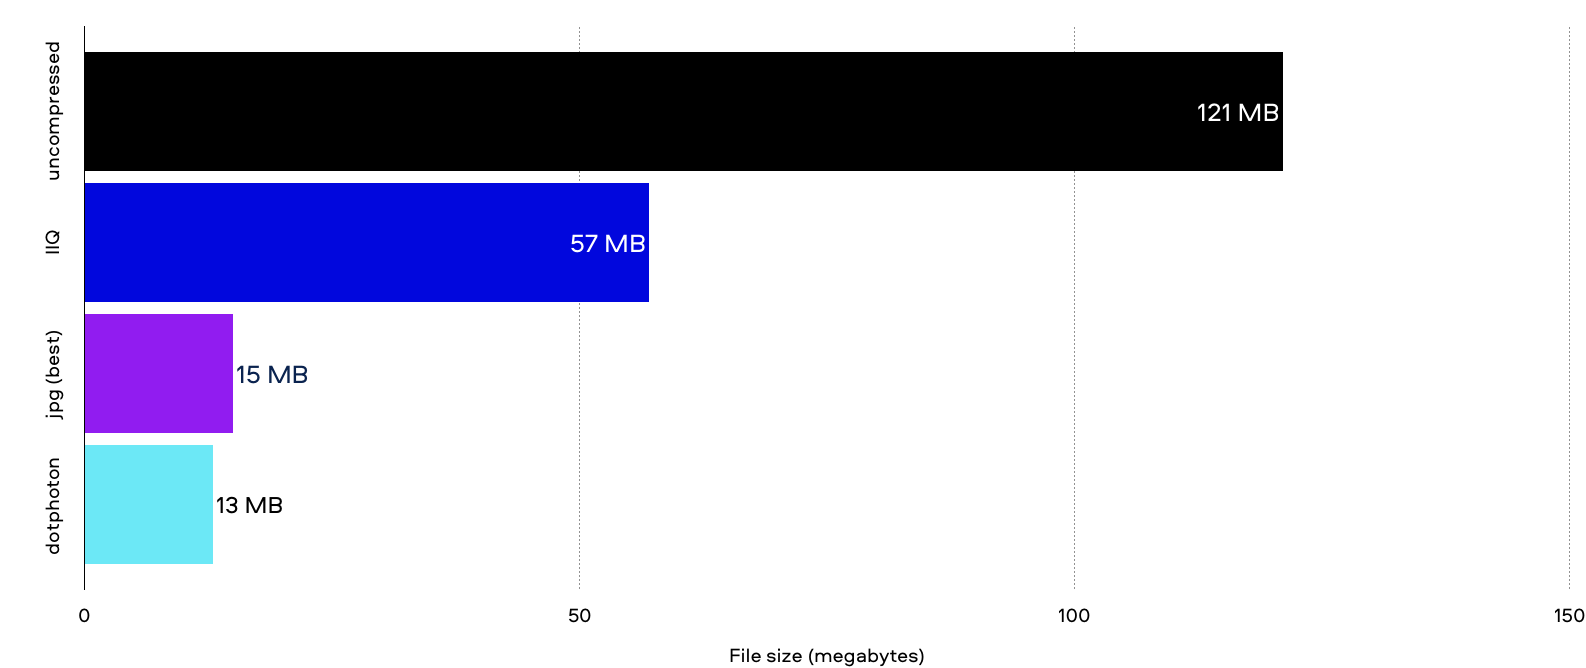 uncompressed
121 MB
IIQ
57 MB
jpg (best)
15 MB
dotphoton
13 MB
0
50
100
150
File size (megabytes)